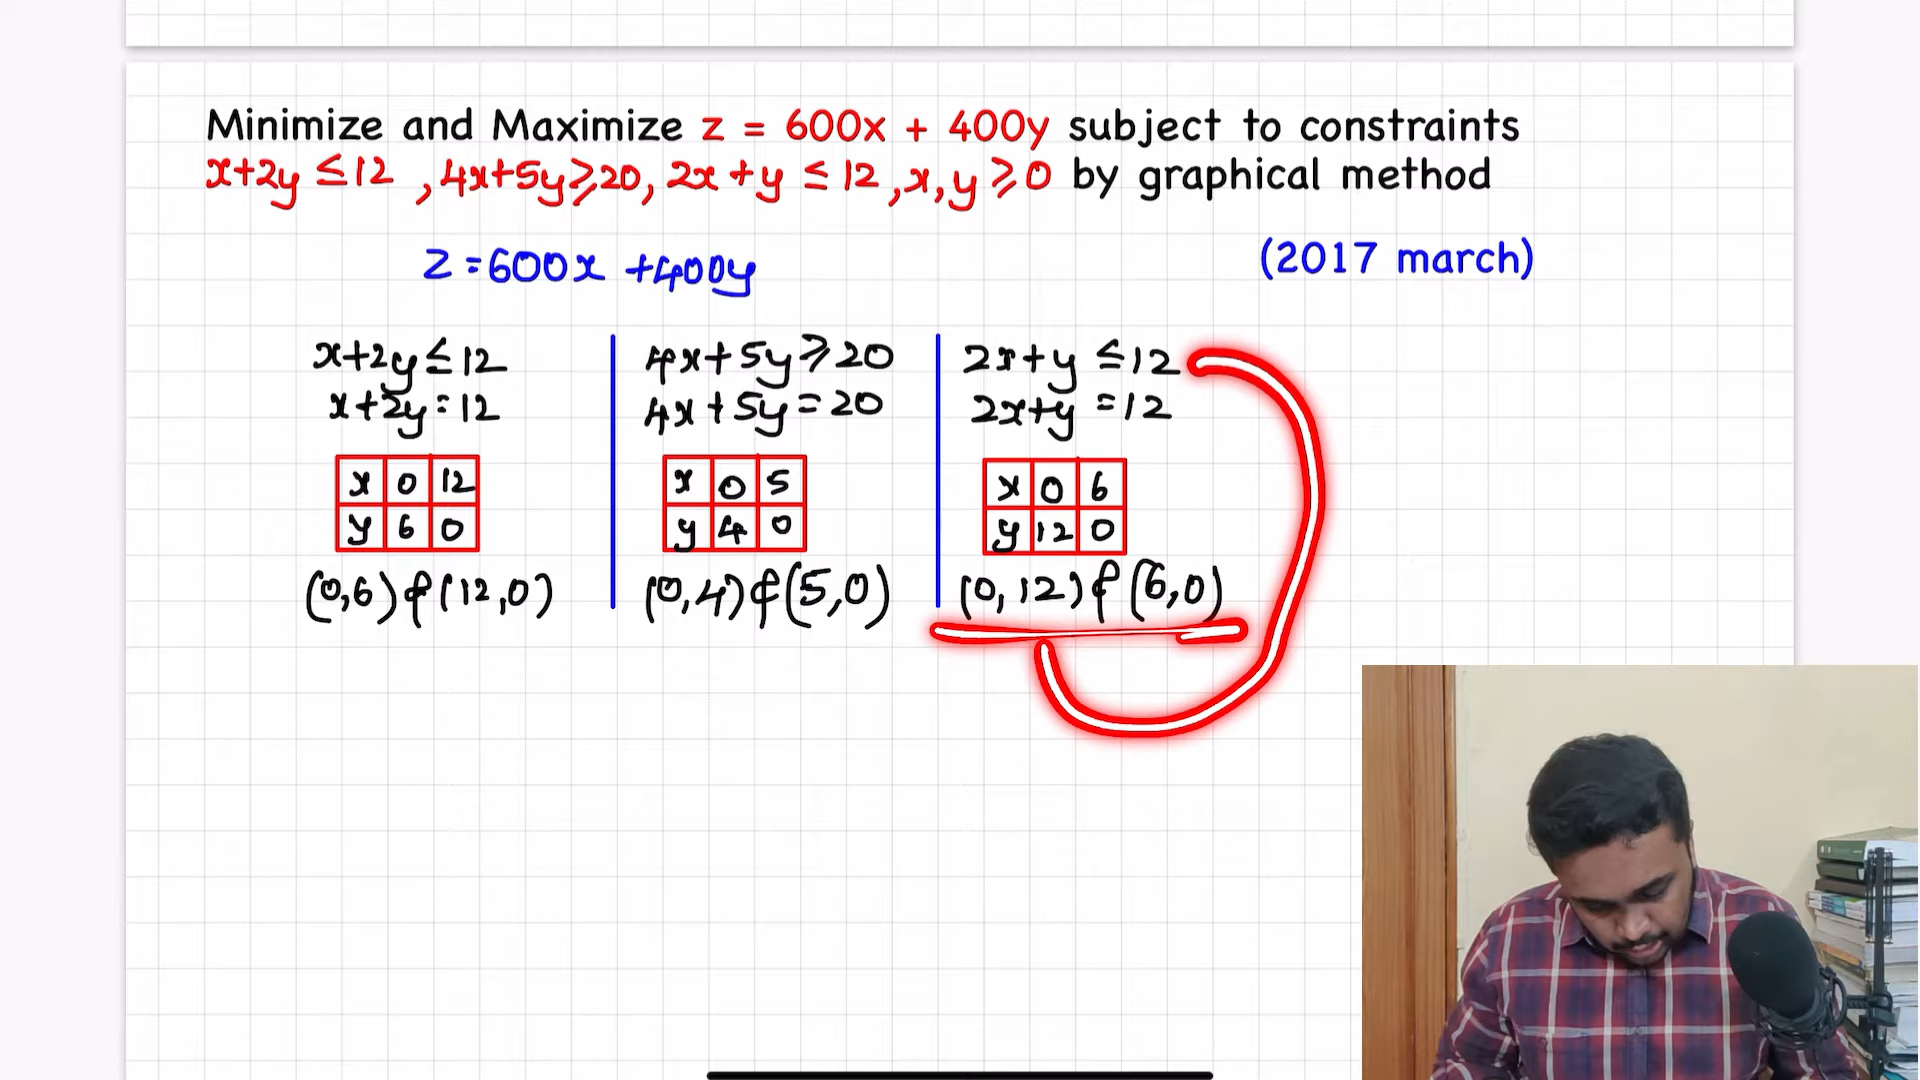 Minimize and Maximize z = 600x + 400y subject to constraints
x+2y ≤ 12 , 4x+5y ≥ 20, 2x + y ≤ 12 , x, y ≥ 0 by graphical method
Z = 600x + 400y
(2017 march)
x+2y ≤ 12
x+2y = 12
x 0 12
y 6 0
(0,6) & (12,0)
4x + 5y ≥ 20
4x + 5y = 20
x 0 5
y 4 0
(0,4) & (5,0)
2x + y ≤ 12
2x+y = 12
x 0 6
y 12 0
(0,12) & (6,0)